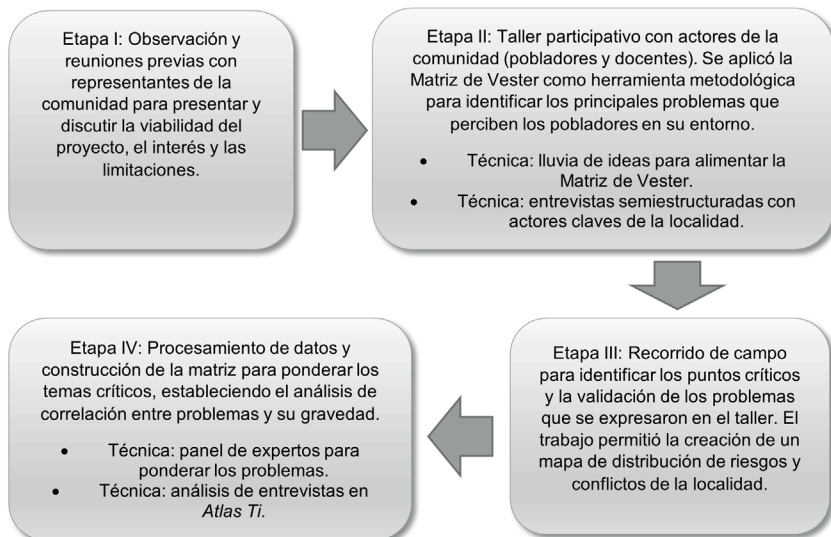 Etapa I: Observación y
reuniones previas con
representantes de la
comunidad para presentar y
discutir la viabilidad del
proyecto, el interés y las
limitaciones.
Etapa II: Taller participativo con actores de la
comunidad (pobladores y docentes). Se aplicó la
Matriz de Vester como herramienta metodológica
para identificar los principales problemas que
perciben los pobladores en su entorno.
• Técnica: lluvia de ideas para alimentar la
Matriz de Vester.
• Técnica: entrevistas semiestructuradas con
actores claves de la localidad.
Etapa III: Recorrido de campo
para identificar los puntos críticos
y la validación de los problemas
que se expresaron en el taller. El
trabajo permitió la creación de un
mapa de distribución de riesgos y
conflictos de la localidad.
Etapa IV: Procesamiento de datos y
construcción de la matriz para ponderar los
temas críticos, estableciendo el análisis de
correlación entre problemas y su gravedad.
• Técnica: panel de expertos para
ponderar los problemas.
• Técnica: análisis de entrevistas en
Atlas Ti.